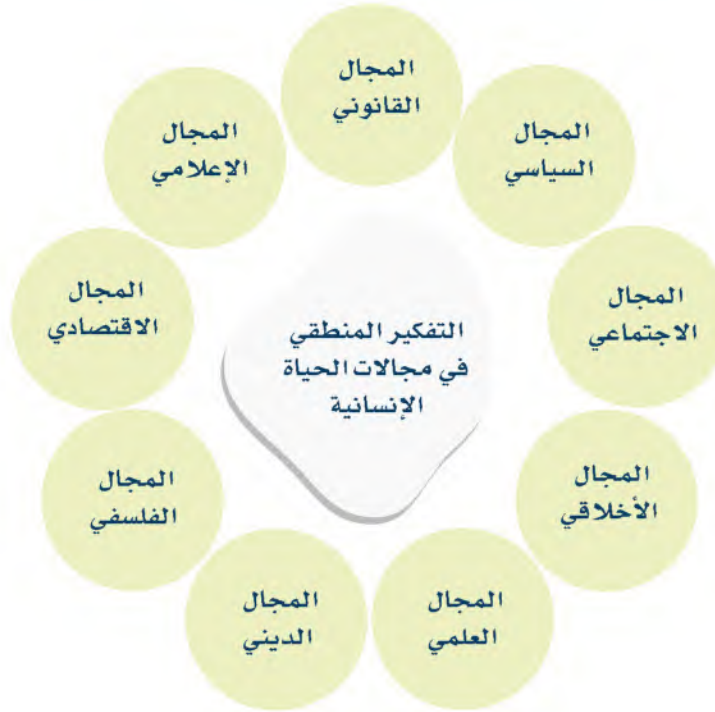 المجال
القانوني
المجال
السياسي
المجال
الاجتماعي
المجال
الأخلاقي
المجال
العلمي
المجال
الديني
المجال
الفلسفي
المجال
الاقتصادي
المجال
الإعلامي
التفكير المنطقي
في مجالات الحياة
الإنسانية